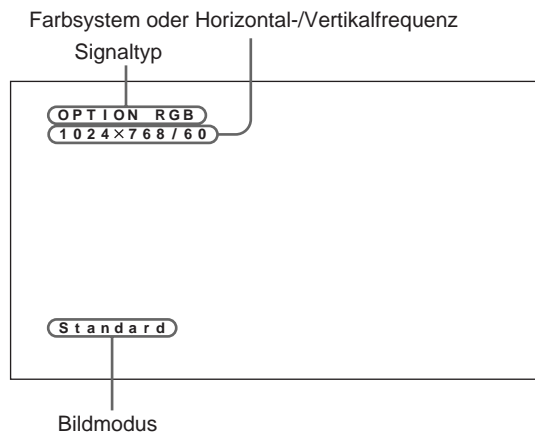 Farbsystem oder Horizontal-/Vertikalfrequenz
Signaltyp
OPTION RGB
1024×768/60
Standard
Bildmodus